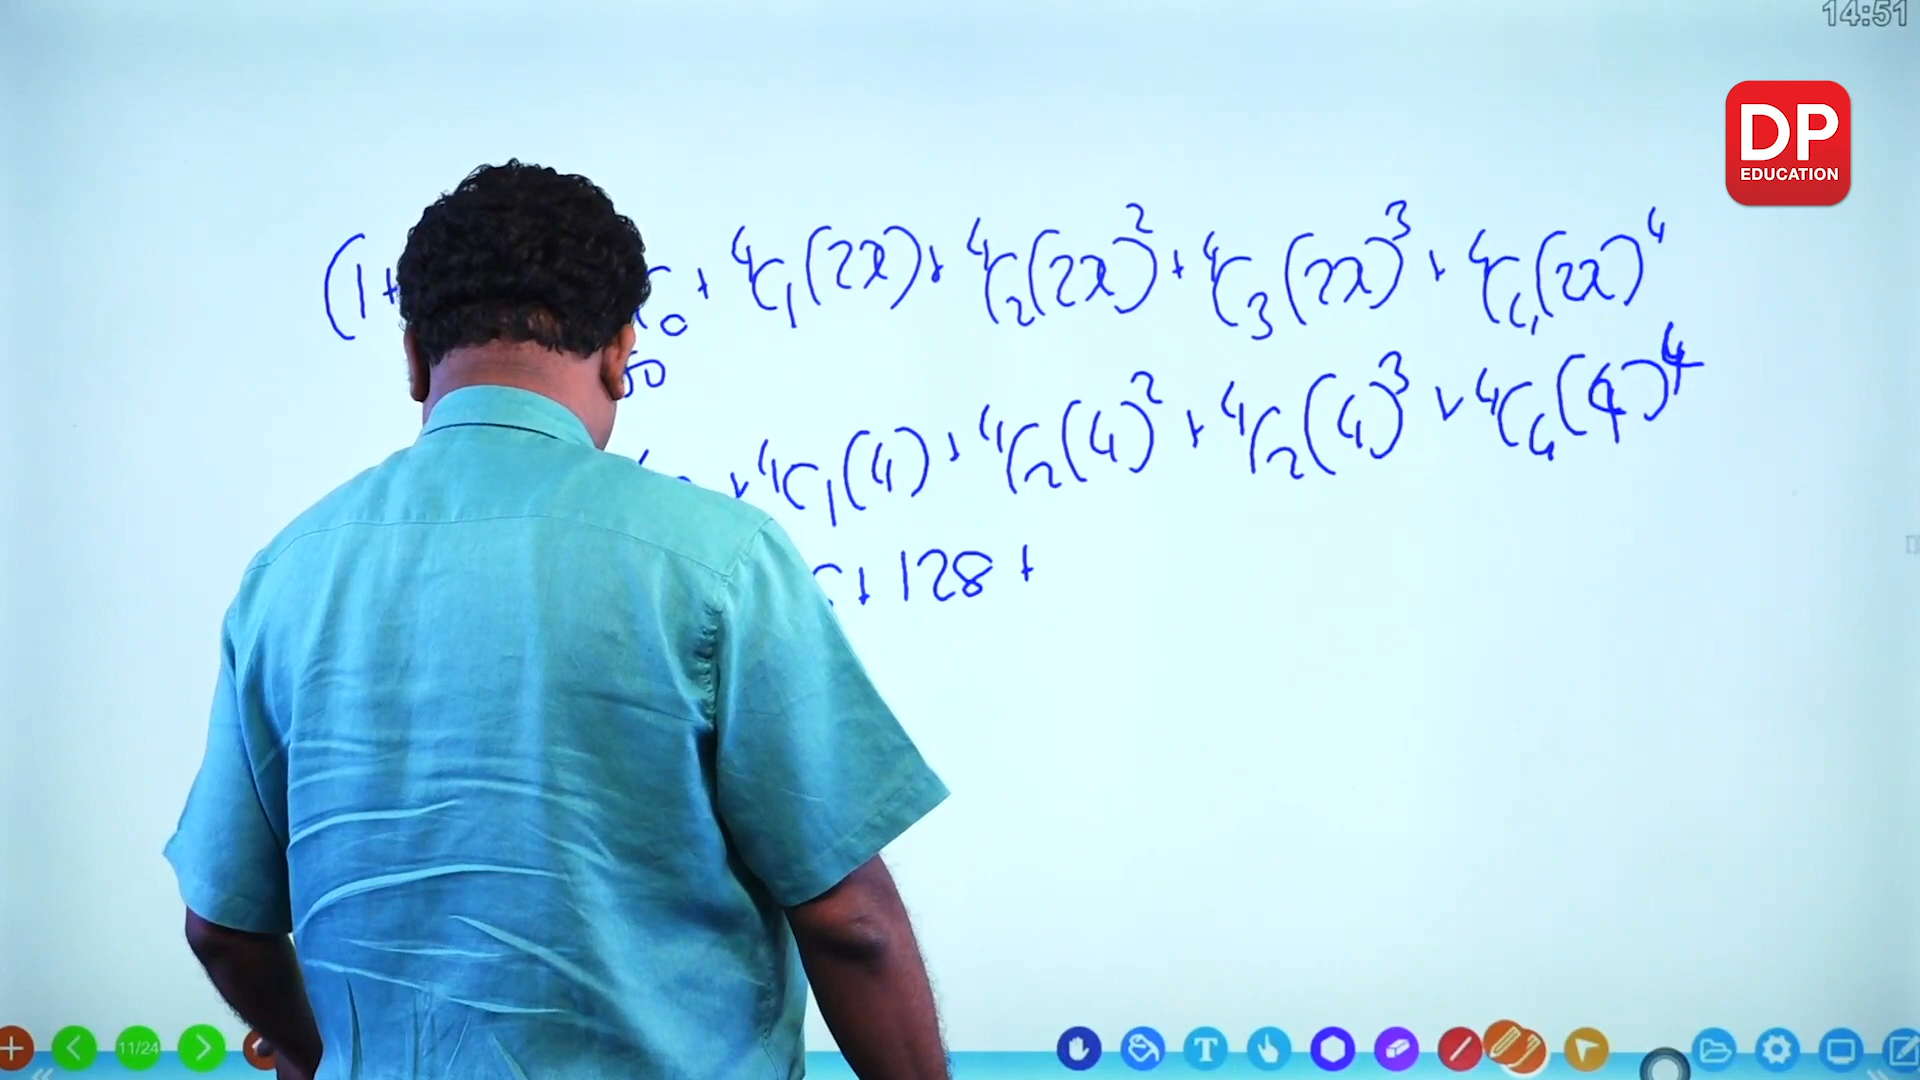 14:51
DP
EDUCATION
(1+ C₀ + ⁴C₁(2x) + ⁴C₂(2x)² + ⁴C₃(2x)³ + ⁴C₄(2x)⁴
50
+ ⁴C₁(4) + ⁴C₂(4)² + ⁴C₂(4)³ + ⁴C₄(4)⁴
+ 128 +
11/24
T